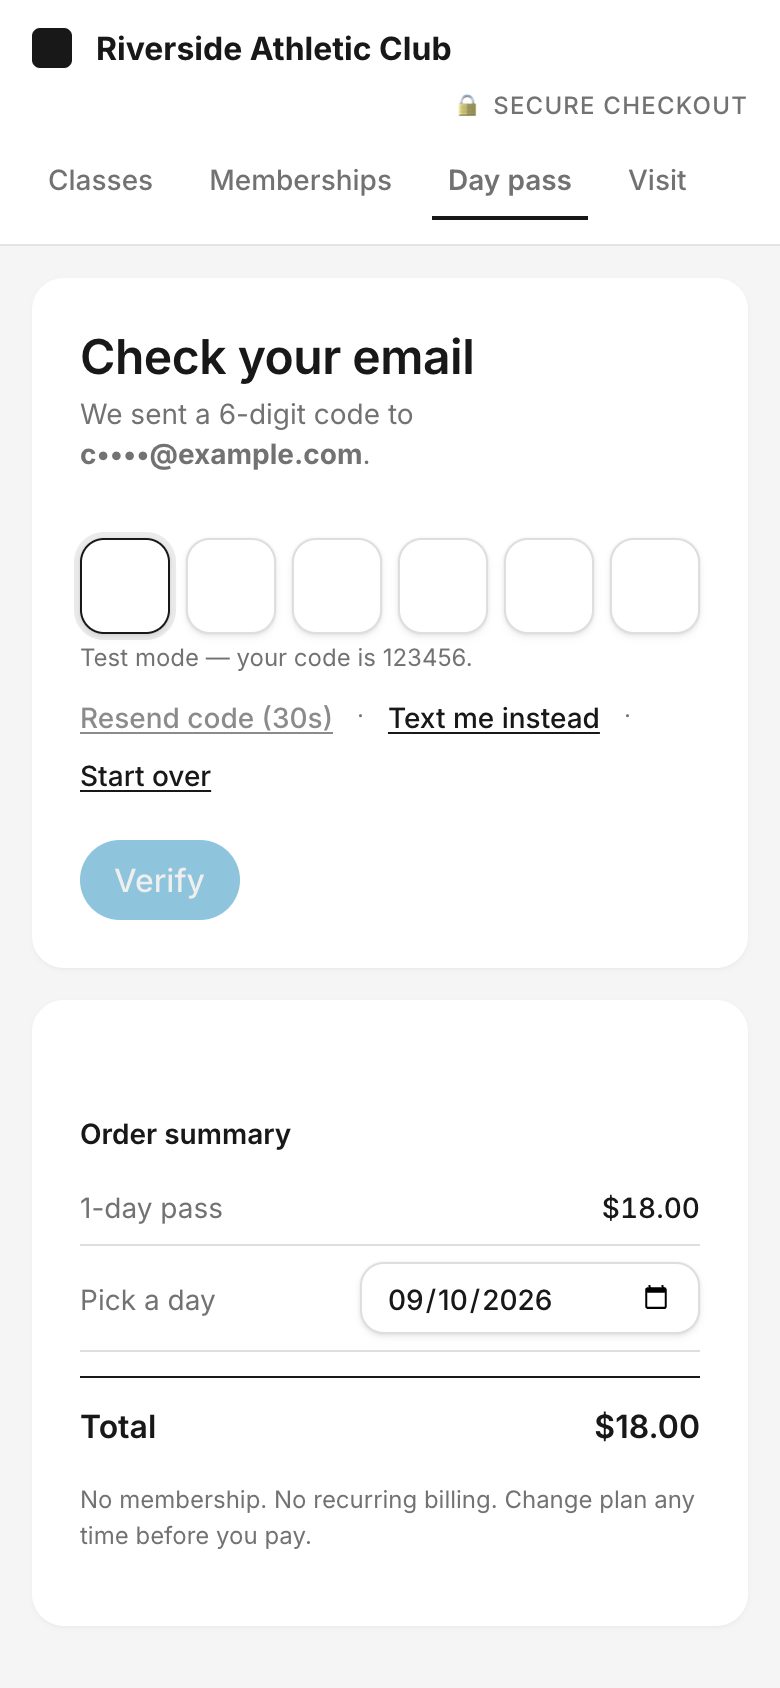 Riverside Athletic Club
🔒 SECURE CHECKOUT
Classes Memberships Day pass Visit
Check your email
We sent a 6-digit code to
c••••@example.com.
Test mode — your code is 123456.
Resend code (30s) · Text me instead ·
Start over
Verify
Order summary
1-day pass $18.00
Pick a day 09/10/2026
Total $18.00
No membership. No recurring billing. Change plan any
time before you pay.